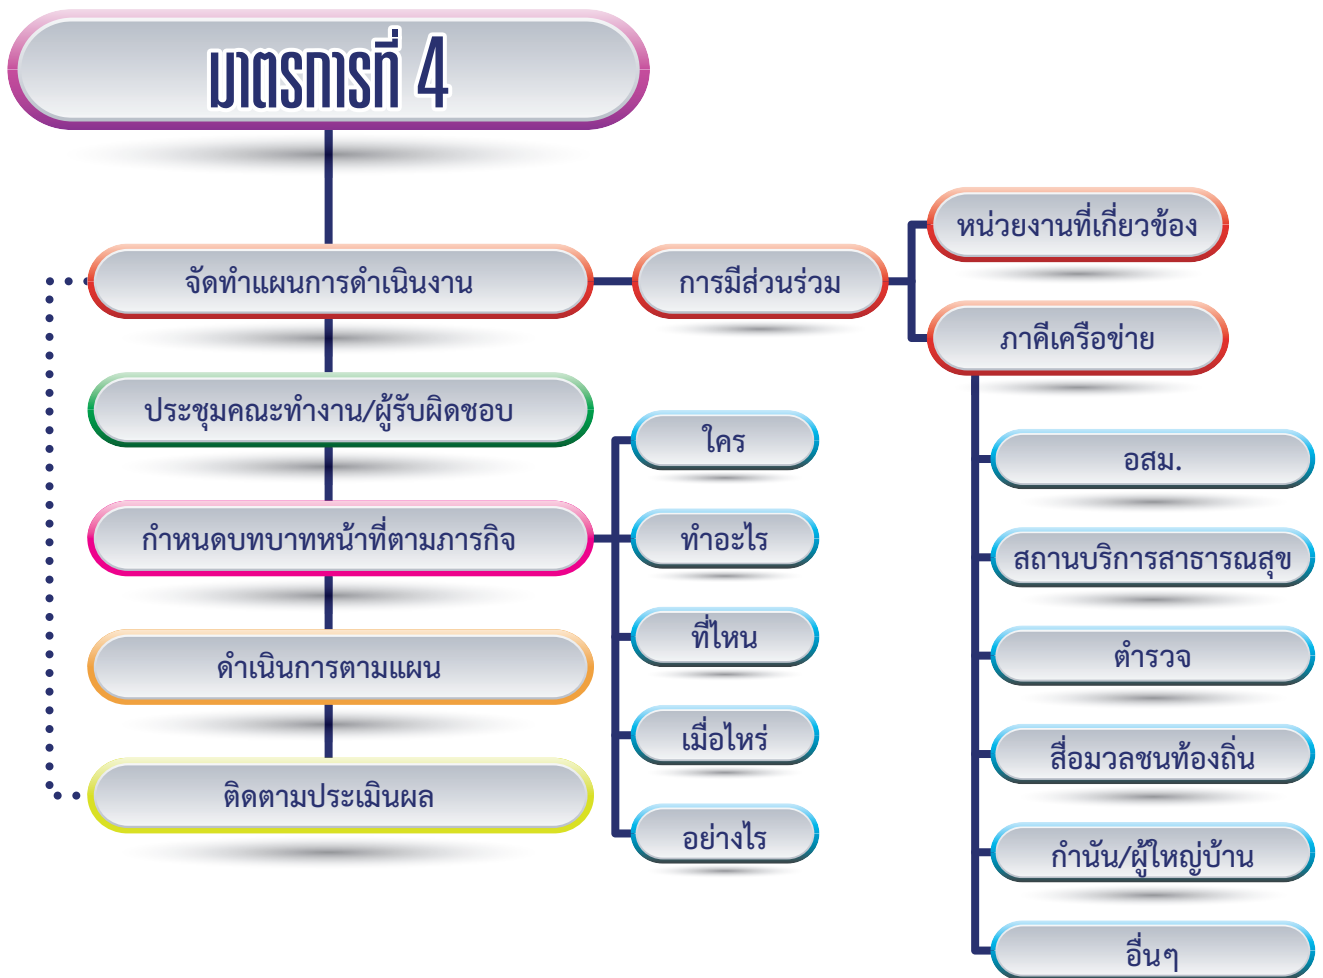 มาตรการที่ 4
จัดทำแผนการดำเนินงาน
การมีส่วนร่วม
หน่วยงานที่เกี่ยวข้อง
ภาคีเครือข่าย
อสม.
สถานบริการสาธารณสุข
ตำรวจ
สื่อมวลชนท้องถิ่น
กำนัน/ผู้ใหญ่บ้าน
อื่นๆ
ประชุมคณะทำงาน/ผู้รับผิดชอบ
กำหนดบทบาทหน้าที่ตามภารกิจ
ใคร
ทำอะไร
ที่ไหน
เมื่อไหร่
อย่างไร
ดำเนินการตามแผน
ติดตามประเมินผล